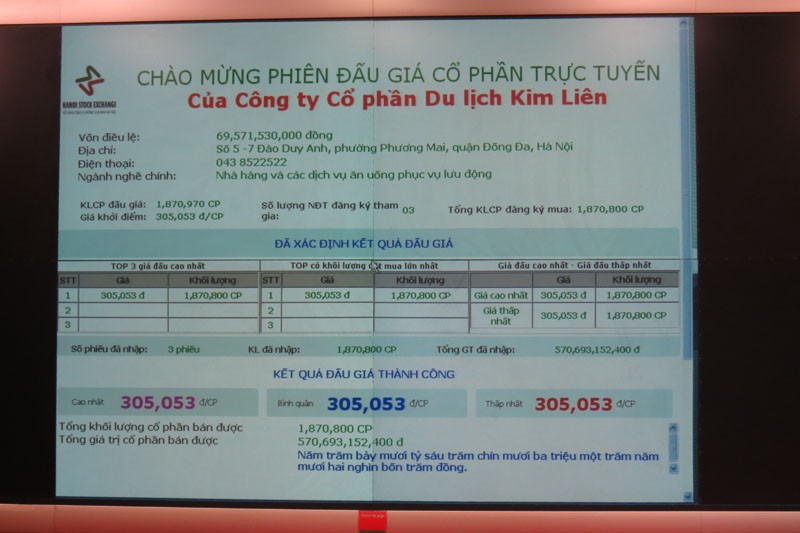 CHÀO MỪNG PHIÊN ĐẤU GIÁ CỔ PHẦN TRỰC TUYẾN
Của Công ty Cổ phần Du lịch Kim Liên
HANOI STOCK EXCHANGE
Vốn điều lệ: 69,571,530,000 đồng
Địa chỉ: Số 5 -7 Đào Duy Anh, phường Phương Mai, quận Đống Đa, Hà Nội
Điện thoại: 043 8522522
Ngành nghề chính: Nhà hàng và các dịch vụ ăn uống phục vụ lưu động
KLCP đấu giá: 1,870,970 CP
Giá khởi điểm: 305,053 đ/CP
Số lượng NĐT đăng ký tham gia: 03
Tổng KLCP đăng ký mua: 1,870,800 CP
ĐÃ XÁC ĐỊNH KẾT QUẢ ĐẤU GIÁ
TOP 3 giá đấu cao nhất TOP có khối lượng đặt mua lớn nhất Giá đấu cao nhất - Giá đấu thấp nhất
STT Giá Khối lượng STT Giá Khối lượng Giá Khối lượng
1 305,053 đ 1,870,800 CP 1 305,053 đ 1,870,800 CP Giá cao nhất 305,053 đ 1,870,800 CP
2 2 Giá thấp nhất 305,053 đ 1,870,800 CP
3 3
Số phiếu đã nhập: 3 phiếu KL đã nhập: 1,870,800 CP Tổng GT đã nhập: 570,693,152,400 đ
KẾT QUẢ ĐẤU GIÁ THÀNH CÔNG
Cao nhất 305,053 đ/CP Bình quân 305,053 đ/CP Thấp nhất 305,053 đ/CP
Tổng khối lượng cổ phần bán được 1,870,800 CP
Tổng giá trị cổ phần bán được 570,693,152,400 đ
Năm trăm bảy mươi tỷ sáu trăm chín mươi ba triệu một trăm năm
mươi hai nghìn bốn trăm đồng.